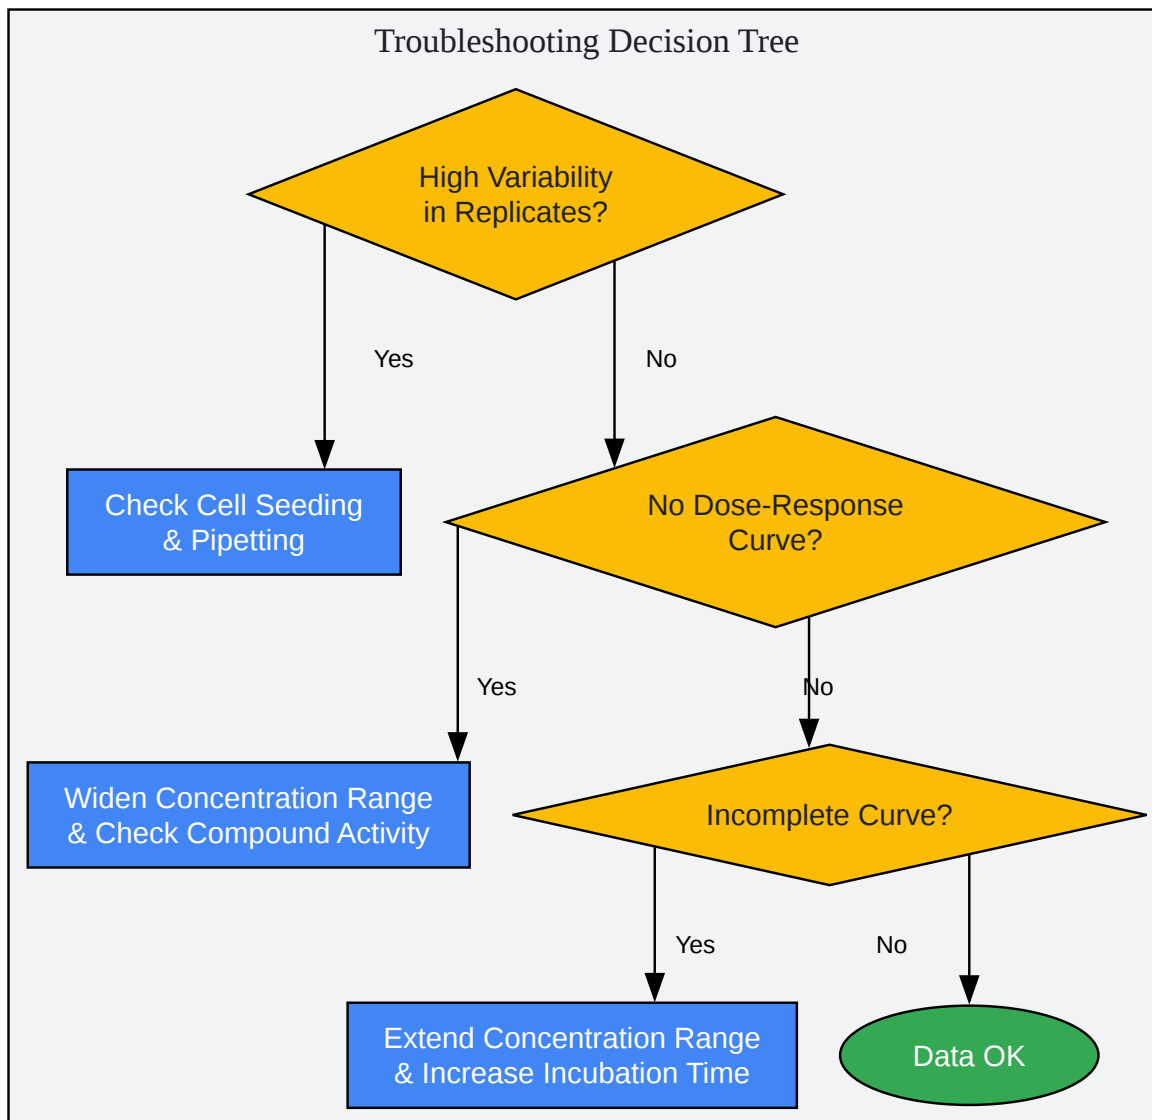 Troubleshooting Decision Tree
High Variability
in Replicates?
Yes
No
Check Cell Seeding
& Pipetting
No Dose-Response
Curve?
Yes
No
Widen Concentration Range
& Check Compound Activity
Incomplete Curve?
Yes
No
Extend Concentration Range
& Increase Incubation Time
Data OK